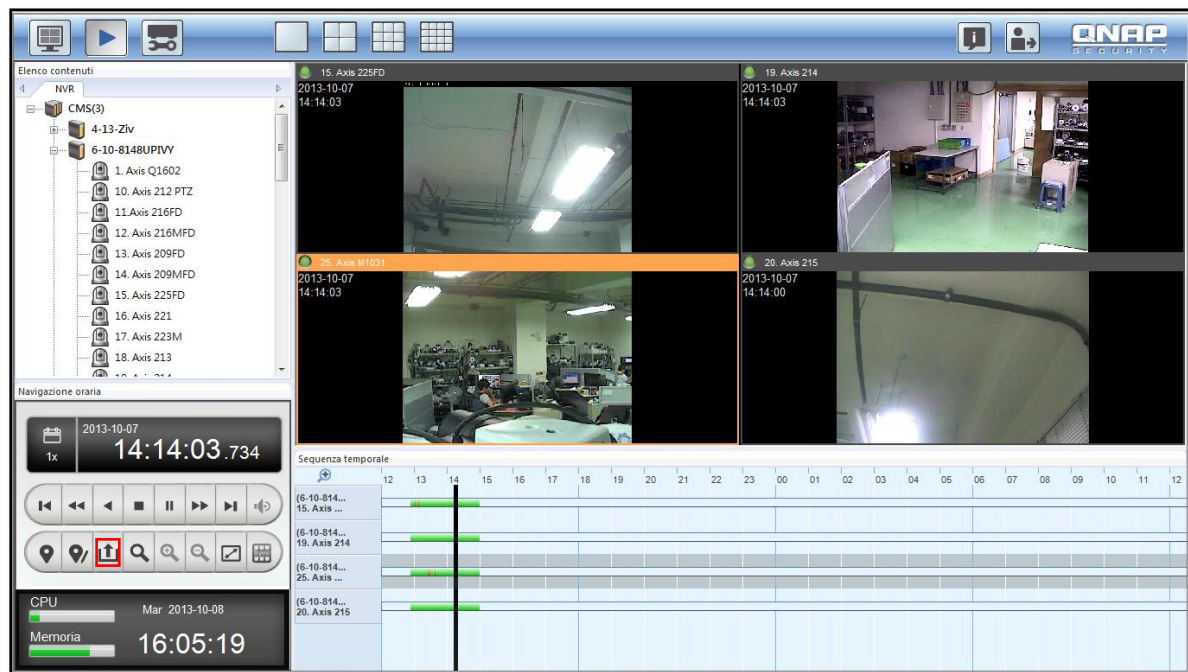 QNAP
SECURITY
Elenco contenuti
NVR
CMS(3)
4-13-Ziv
6-10-8148UPIVY
1. Axis Q1602
10. Axis 212 PTZ
11.Axis 216FD
12. Axis 216MFD
13. Axis 209FD
14. Axis 209MFD
15. Axis 225FD
16. Axis 221
17. Axis 223M
18. Axis 213
15. Axis 225FD
2013-10-07
14:14:03
19. Axis 214
2013-10-07
14:14:03
25. Axis M1031
2013-10-07
14:14:03
20. Axis 215
2013-10-07
14:14:00
Navigazione oraria
2013-10-07
1x
14:14:03.734
CPU
Mar 2013-10-08
Memoria
16:05:19
Sequenza temporale
12 13 14 15 16 17 18 19 20 21 22 23 00 01 02 03 04 05 06 07 08 09 10 11 12
(6-10-814...
15. Axis ...
(6-10-814...
19. Axis 214
(6-10-814...
25. Axis ...
(6-10-814...
20. Axis 215